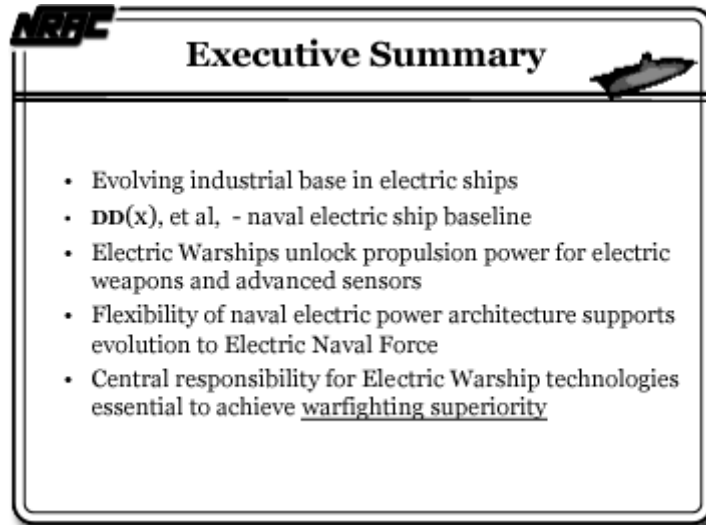 NRAC
Executive Summary
• Evolving industrial base in electric ships
• DD(x), et al, - naval electric ship baseline
• Electric Warships unlock propulsion power for electric
weapons and advanced sensors
• Flexibility of naval electric power architecture supports
evolution to Electric Naval Force
• Central responsibility for Electric Warship technologies
essential to achieve warfighting superiority